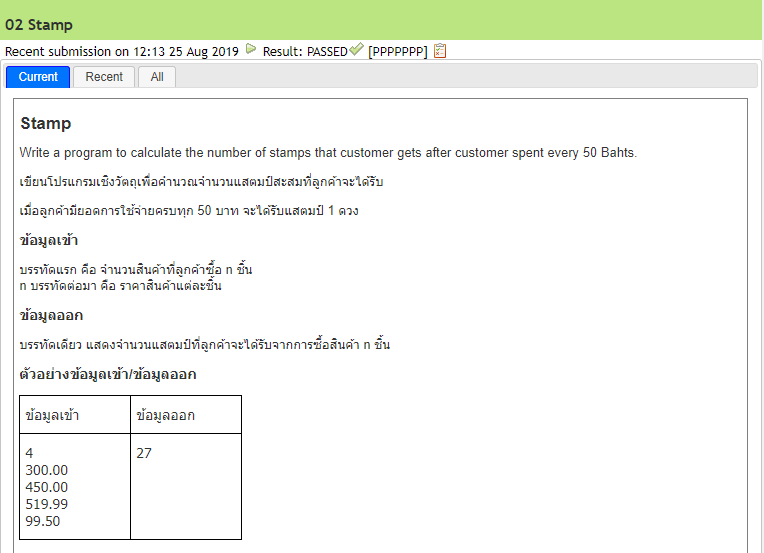 02 Stamp
Recent submission on 12:13 25 Aug 2019 Result: PASSED [PPPPPPP]
Current Recent All
Stamp
Write a program to calculate the number of stamps that customer gets after customer spent every 50 Bahts.
เขียนโปรแกรมเชิงวัตถุเพื่อคำนวณจำนวนแสตมป์สะสมที่ลูกค้าจะได้รับ
เมื่อลูกค้ามียอดการใช้จ่ายครบทุก 50 บาท จะได้รับแสตมป์ 1 ดวง
ข้อมูลเข้า
บรรทัดแรก คือ จำนวนสินค้าที่ลูกค้าซื้อ n ชิ้น
n บรรทัดต่อมา คือ ราคาสินค้าแต่ละชิ้น
ข้อมูลออก
บรรทัดเดียว แสดงจำนวนแสตมป์ที่ลูกค้าจะได้รับจากการซื้อสินค้า n ชิ้น
ตัวอย่างข้อมูลเข้า/ข้อมูลออก
ข้อมูลเข้า ข้อมูลออก
4 27
300.00
450.00
519.99
99.50